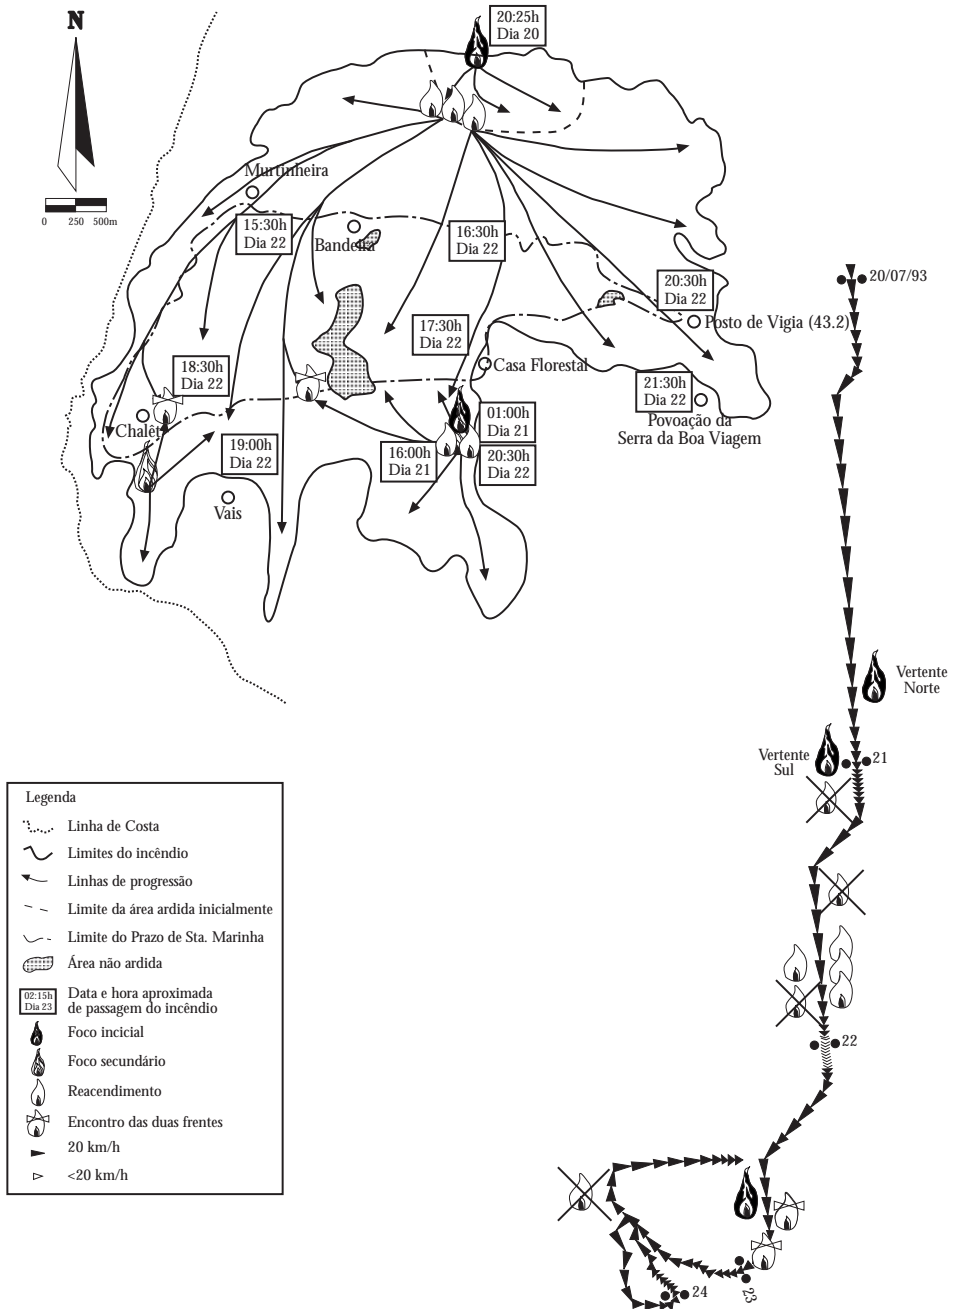 N
20:25h
Dia 20
0 250 500m
Murtinheira
15:30h
Dia 22
Bandeira
16:30h
Dia 22
20:30h
Dia 22
20/07/93
Posto de Vigia (43.2)
17:30h
Dia 22
18:30h
Dia 22
Casa Florestal
21:30h
Dia 22
Povoação da
Serra da Boa Viagem
01:00h
Dia 21
Chalêt
19:00h
Dia 22
16:00h
Dia 21
20:30h
Dia 22
Vais
Vertente
Norte
Vertente
Sul
21
22
23
24
Legenda
Linha de Costa
Limites do incêndio
Linhas de progressão
Limite da área ardida inicialmente
Limite do Prazo de Sta. Marinha
Área não ardida
02:15h
Dia 23
Data e hora aproximada
de passagem do incêndio
Foco incicial
Foco secundário
Reacendimento
Encontro das duas frentes
20 km/h
<20 km/h